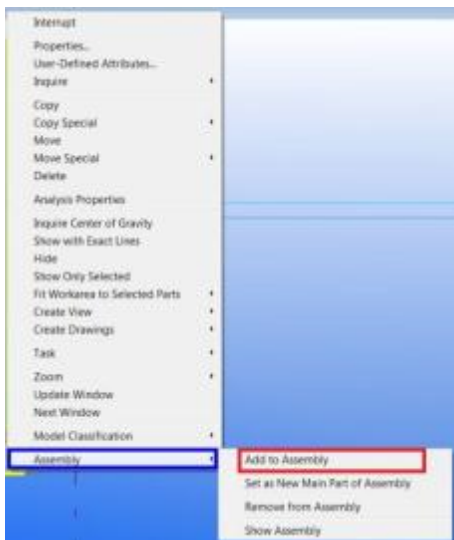 Interrupt
Properties...
User-Defined Attributes...
Inquire
Copy
Copy Special
Move
Move Special
Delete
Analysis Properties
Inquire Center of Gravity
Show with Exact Lines
Hide
Show Only Selected
Fit Workarea to Selected Parts
Create View
Create Drawings
Task
Zoom
Update Window
Next Window
Model Classification
Assembly
Add to Assembly
Set as New Main Part of Assembly
Remove from Assembly
Show Assembly